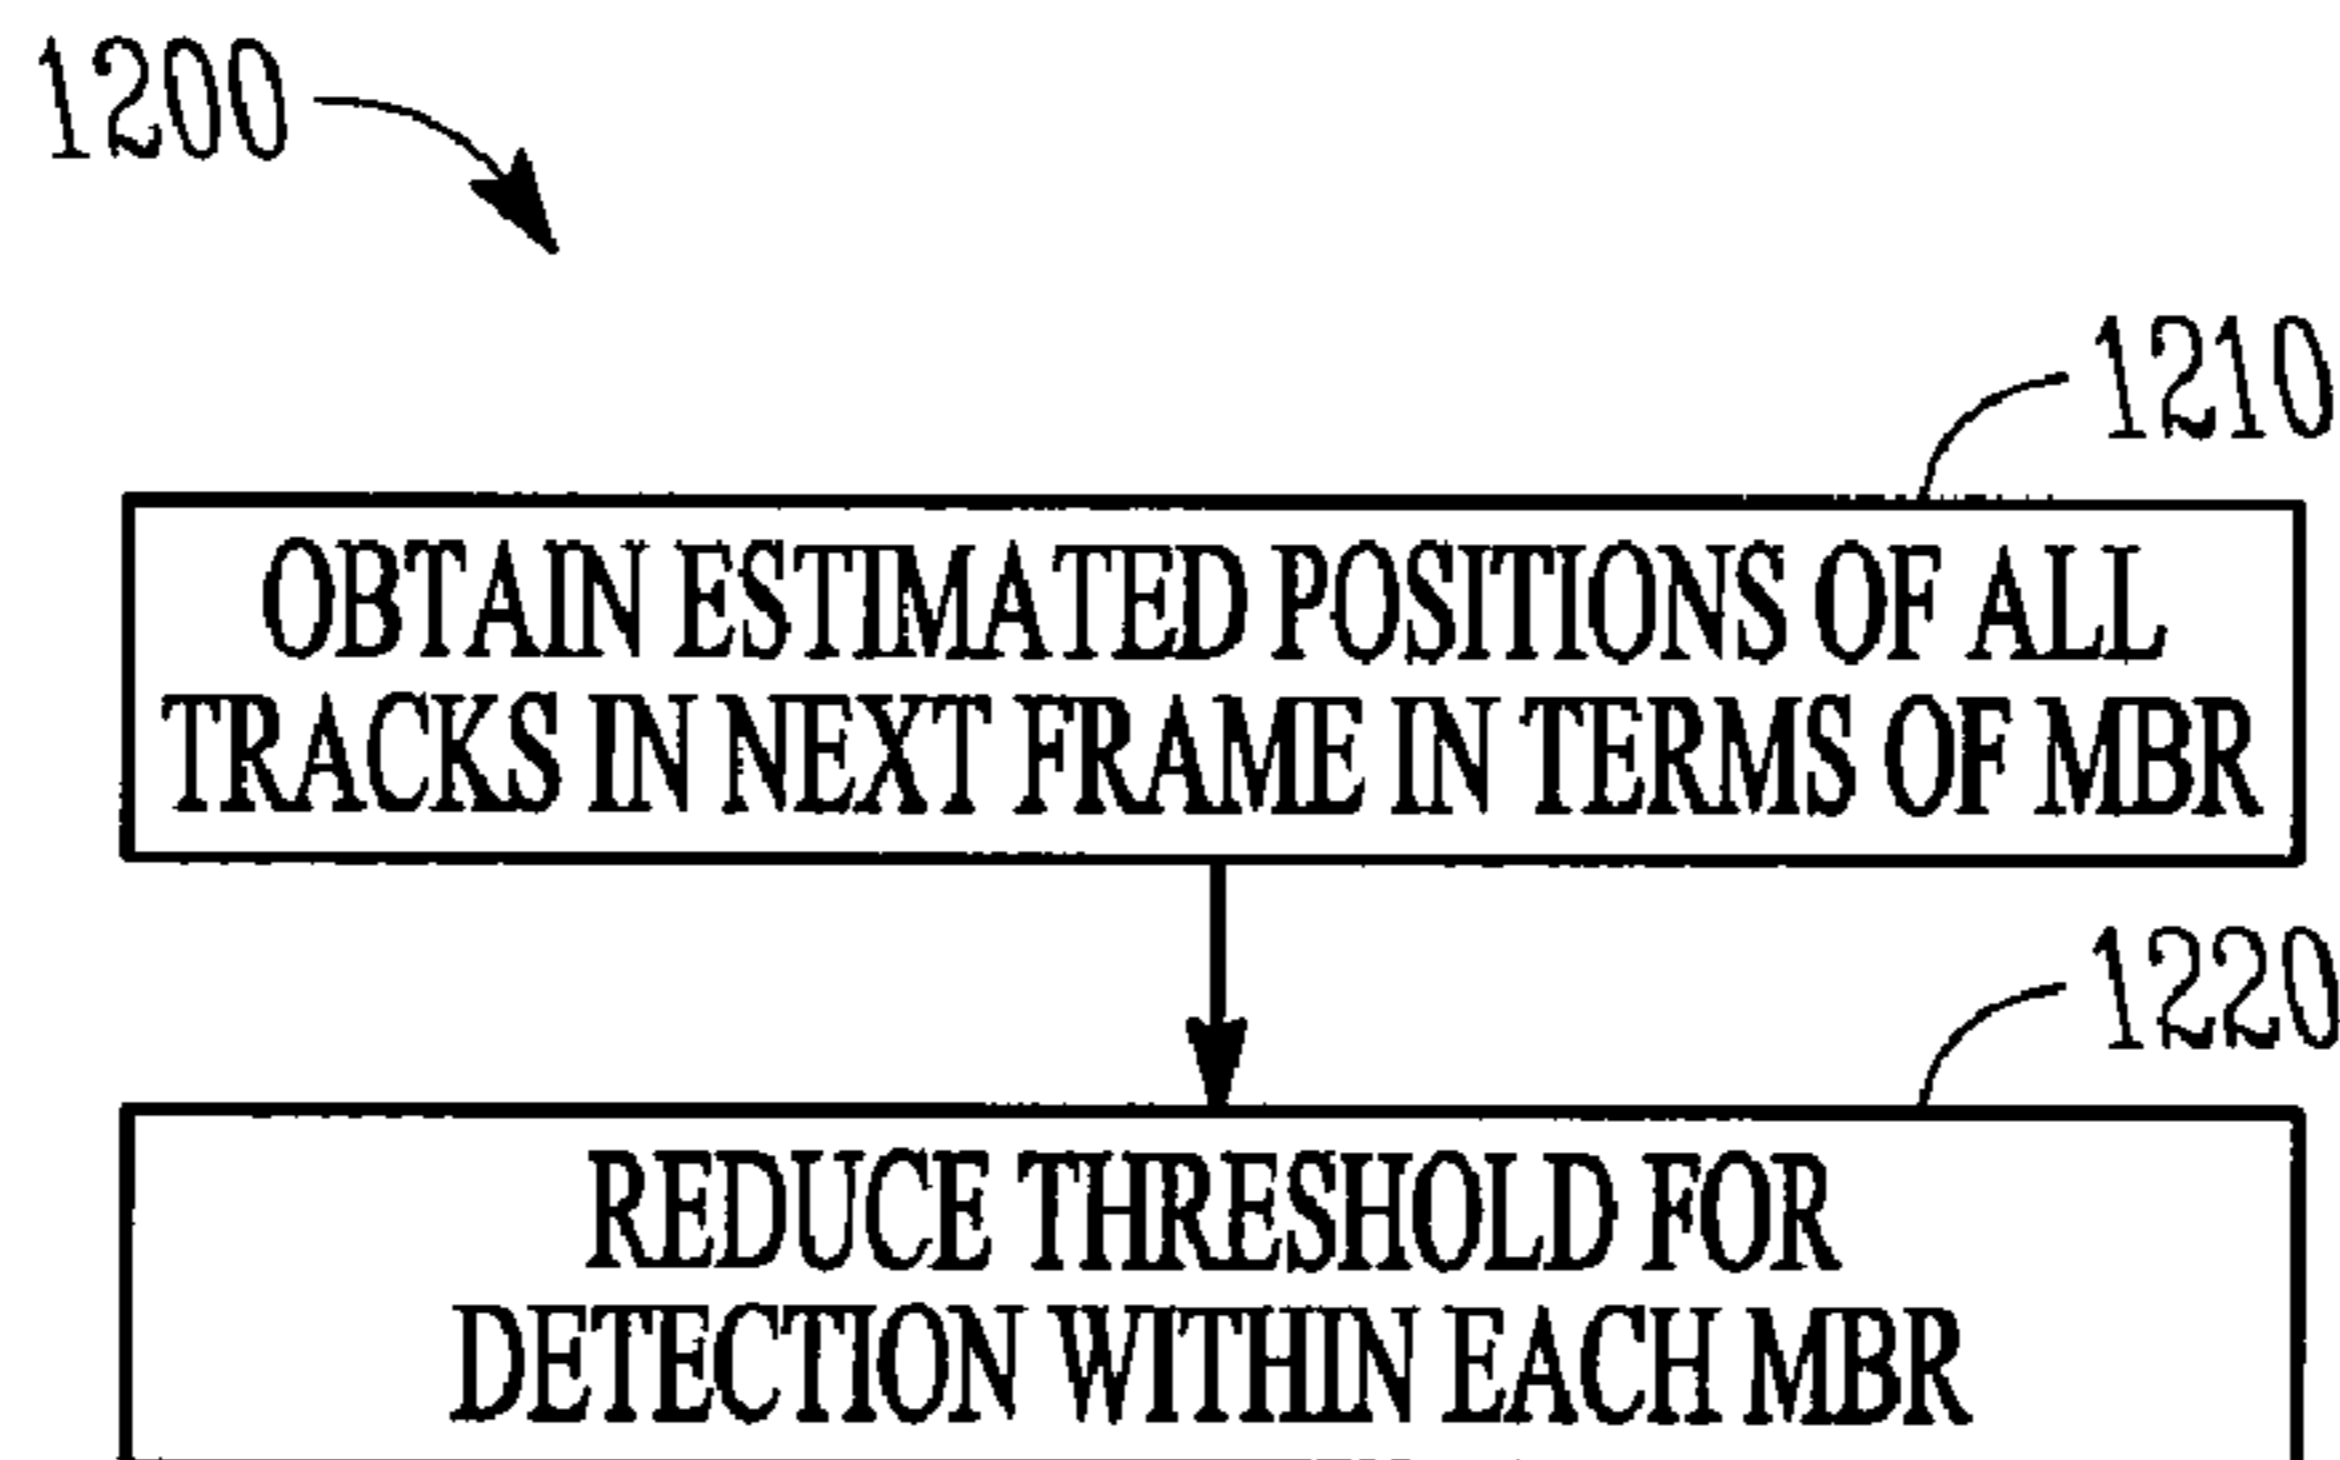 1200
1210
OBTAIN ESTIMATED POSITIONS OF ALL
TRACKS IN NEXT FRAME IN TERMS OF MBR
1220
REDUCE THRESHOLD FOR
DETECTION WITHIN EACH MBR